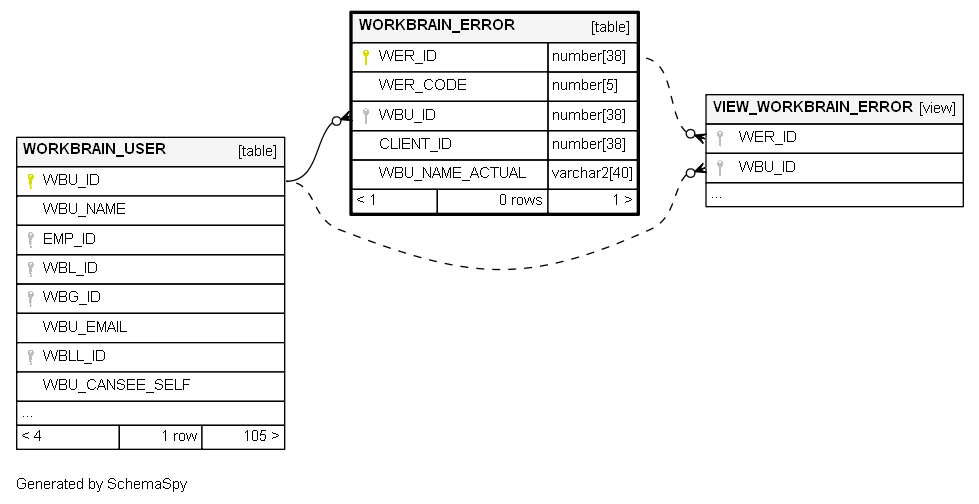 WORKBRAIN_ERROR [table]
WER_ID number[38]
WER_CODE number[5]
WBU_ID number[38]
CLIENT_ID number[38]
WBU_NAME_ACTUAL varchar2[40]
< 1 0 rows 1 >
VIEW_WORKBRAIN_ERROR [view]
WER_ID
WBU_ID
...
WORKBRAIN_USER [table]
WBU_ID
WBU_NAME
EMP_ID
WBL_ID
WBG_ID
WBU_EMAIL
WBLL_ID
WBU_CANSEE_SELF
...
< 4 1 row 105 >
Generated by SchemaSpy